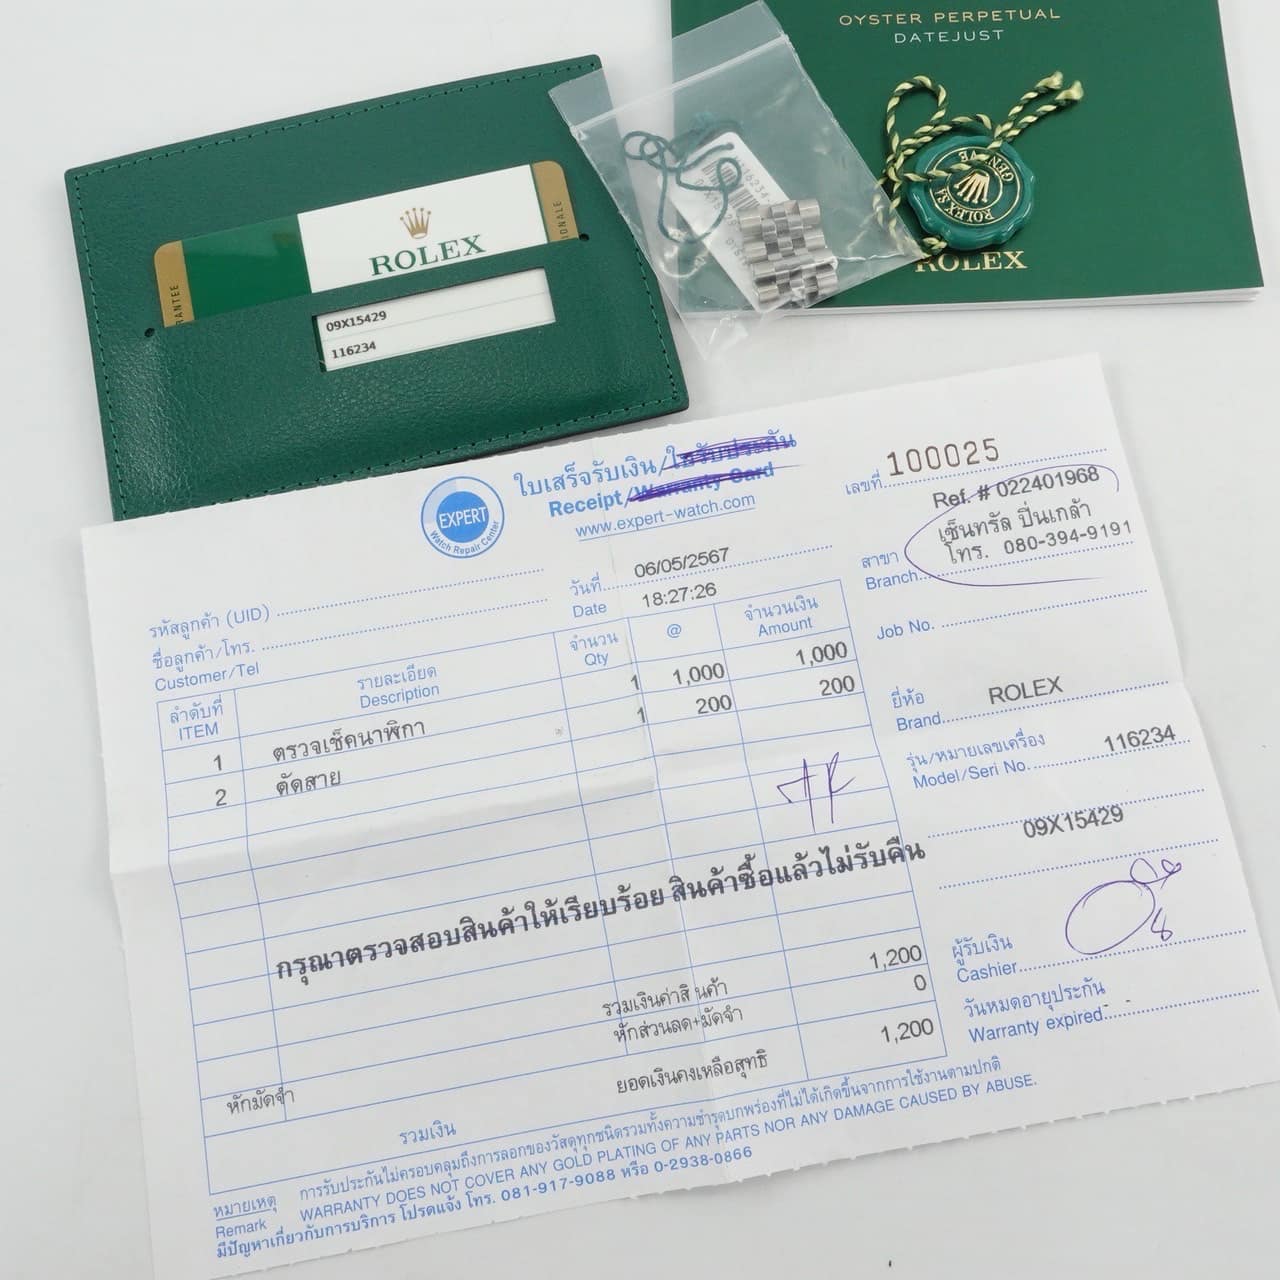 OYSTER PERPETUAL
DATEJUST
ROLEX SA
GENEVE
ROLEX
ROLEX
09X15429
116234
116234
EXPERT
Watch Repair Center
ใบเสร็จรับเงิน/ใบรับประกัน
Receipt/Warranty Card
www.expert-watch.com
เลขที่ 100025
Ref. # 022401968
เซ็นทรัล ปิ่นเกล้า
โทร. 080-394-9191
สาขา
Branch
รหัสลูกค้า (UID)
ชื่อลูกค้า/โทร.
Customer/Tel
วันที่ 06/05/2567
Date 18:27:26
Job No.
ลำดับที่ รายละเอียด จำนวน @ จำนวนเงิน
ITEM Description Qty Amount
1 ตรวจเช็คนาฬิกา 1 1,000 1,000
2 ตัดสาย 1 200 200
ยี่ห้อ
Brand ROLEX
รุ่น/หมายเลขเครื่อง
Model/Seri No. 116234
09X15429
กรุณาตรวจสอบสินค้าให้เรียบร้อย สินค้าซื้อแล้วไม่รับคืน
รวมเงินค่าสินค้า 1,200
หักส่วนลด+มัดจำ 0
หักมัดจำ ยอดเงินคงเหลือสุทธิ 1,200
รวมเงิน
ผู้รับเงิน
Cashier
วันหมดอายุประกัน
Warranty expired - -
หมายเหตุ การรับประกันไม่ครอบคลุมถึงการลอกของวัสดุทุกชนิดรวมทั้งความชำรุดบกพร่องที่ไม่ได้เกิดขึ้นจากการใช้งานตามปกติ
Remark WARRANTY DOES NOT COVER ANY GOLD PLATING OF ANY PARTS NOR ANY DAMAGE CAUSED BY ABUSE.
มีปัญหาเกี่ยวกับการบริการ โปรดแจ้ง โทร. 081-917-9088 หรือ 0-2938-0866